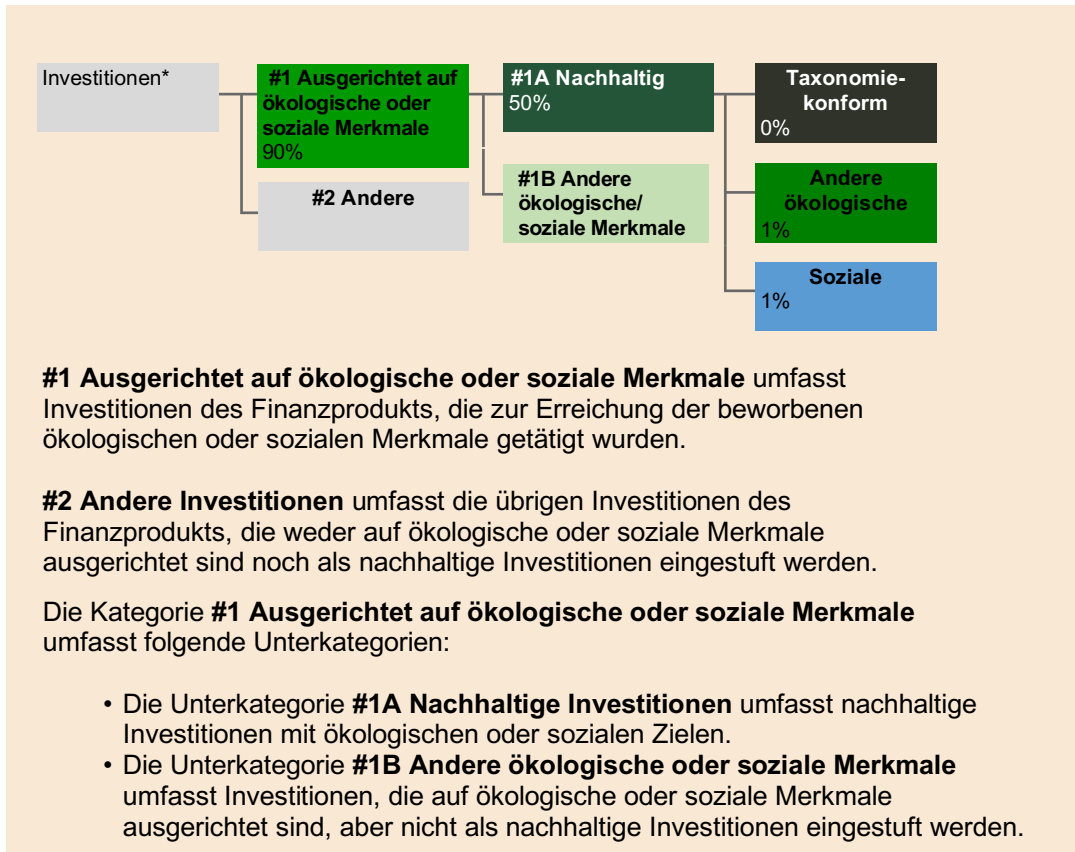 Investitionen*
#1 Ausgerichtet auf
ökologische oder
soziale Merkmale
90%
#2 Andere
#1A Nachhaltig
50%
#1B Andere
ökologische/
soziale Merkmale
Taxonomie-
konform
0%
Andere
ökologische
1%
Soziale
1%
#1 Ausgerichtet auf ökologische oder soziale Merkmale umfasst
Investitionen des Finanzprodukts, die zur Erreichung der beworbenen
ökologischen oder sozialen Merkmale getätigt wurden.
#2 Andere Investitionen umfasst die übrigen Investitionen des
Finanzprodukts, die weder auf ökologische oder soziale Merkmale
ausgerichtet sind noch als nachhaltige Investitionen eingestuft werden.
Die Kategorie #1 Ausgerichtet auf ökologische oder soziale Merkmale
umfasst folgende Unterkategorien:
• Die Unterkategorie #1A Nachhaltige Investitionen umfasst nachhaltige
Investitionen mit ökologischen oder sozialen Zielen.
• Die Unterkategorie #1B Andere ökologische oder soziale Merkmale
umfasst Investitionen, die auf ökologische oder soziale Merkmale
ausgerichtet sind, aber nicht als nachhaltige Investitionen eingestuft werden.